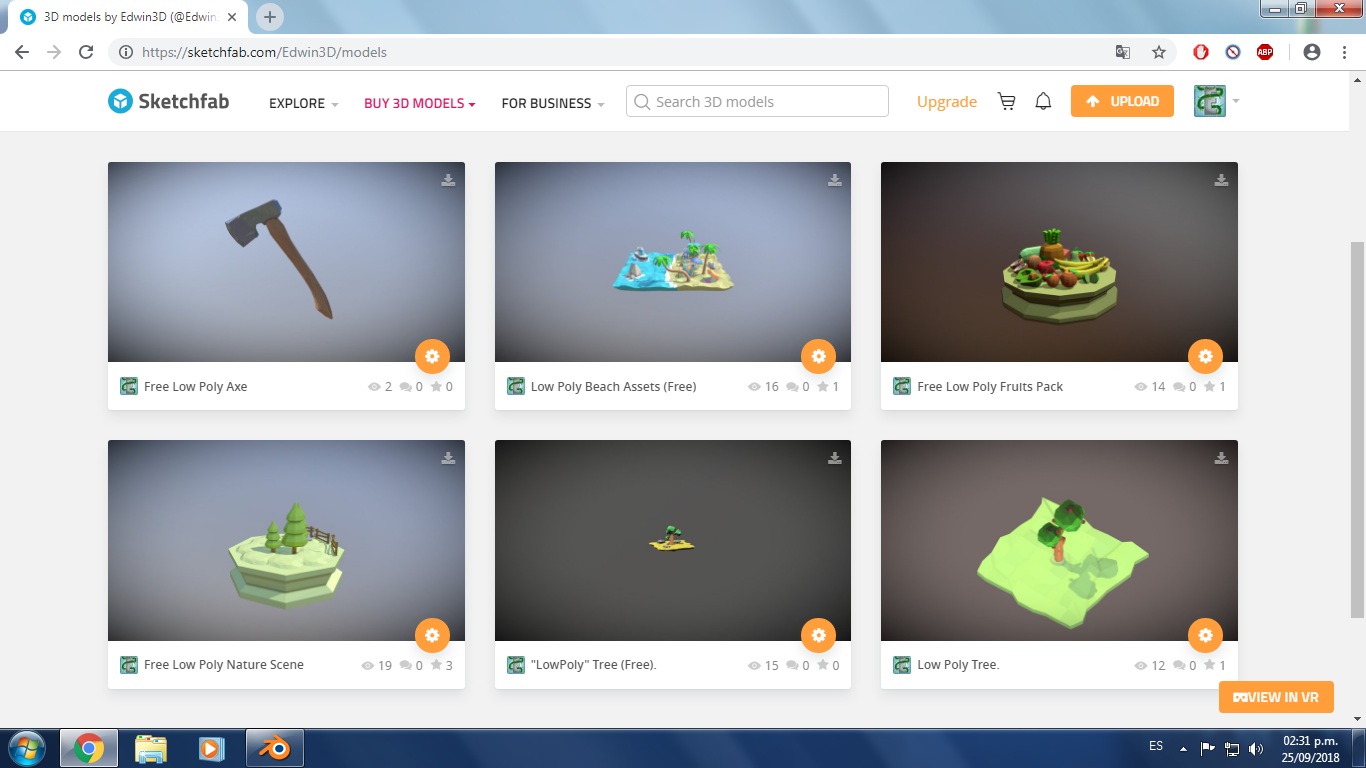 3D models by Edwin3D (@Edwin
https://sketchfab.com/Edwin3D/models
ABP
Sketchfab
EXPLORE
BUY 3D MODELS
FOR BUSINESS
Search 3D models
Upgrade
UPLOAD
Free Low Poly Axe
2 0 0
Low Poly Beach Assets (Free)
16 0 1
Free Low Poly Fruits Pack
14 0 1
Free Low Poly Nature Scene
19 0 3
"LowPoly" Tree (Free).
15 0 0
Low Poly Tree.
12 0 1
VIEW IN VR
ES
02:31 p.m.
25/09/2018